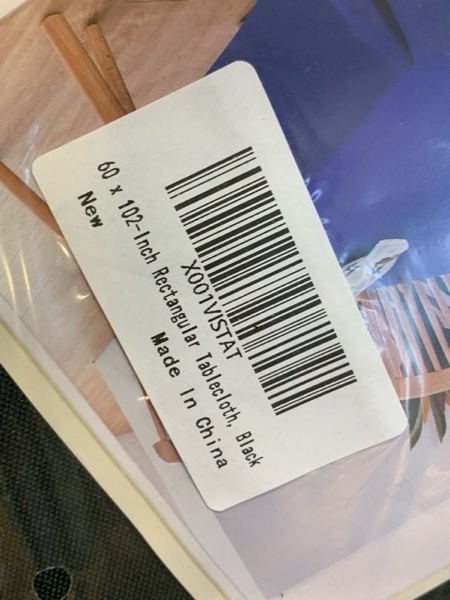 X001VISTAT
60 x 102-Inch Rectangular Tablecloth, Black
New
Made In China